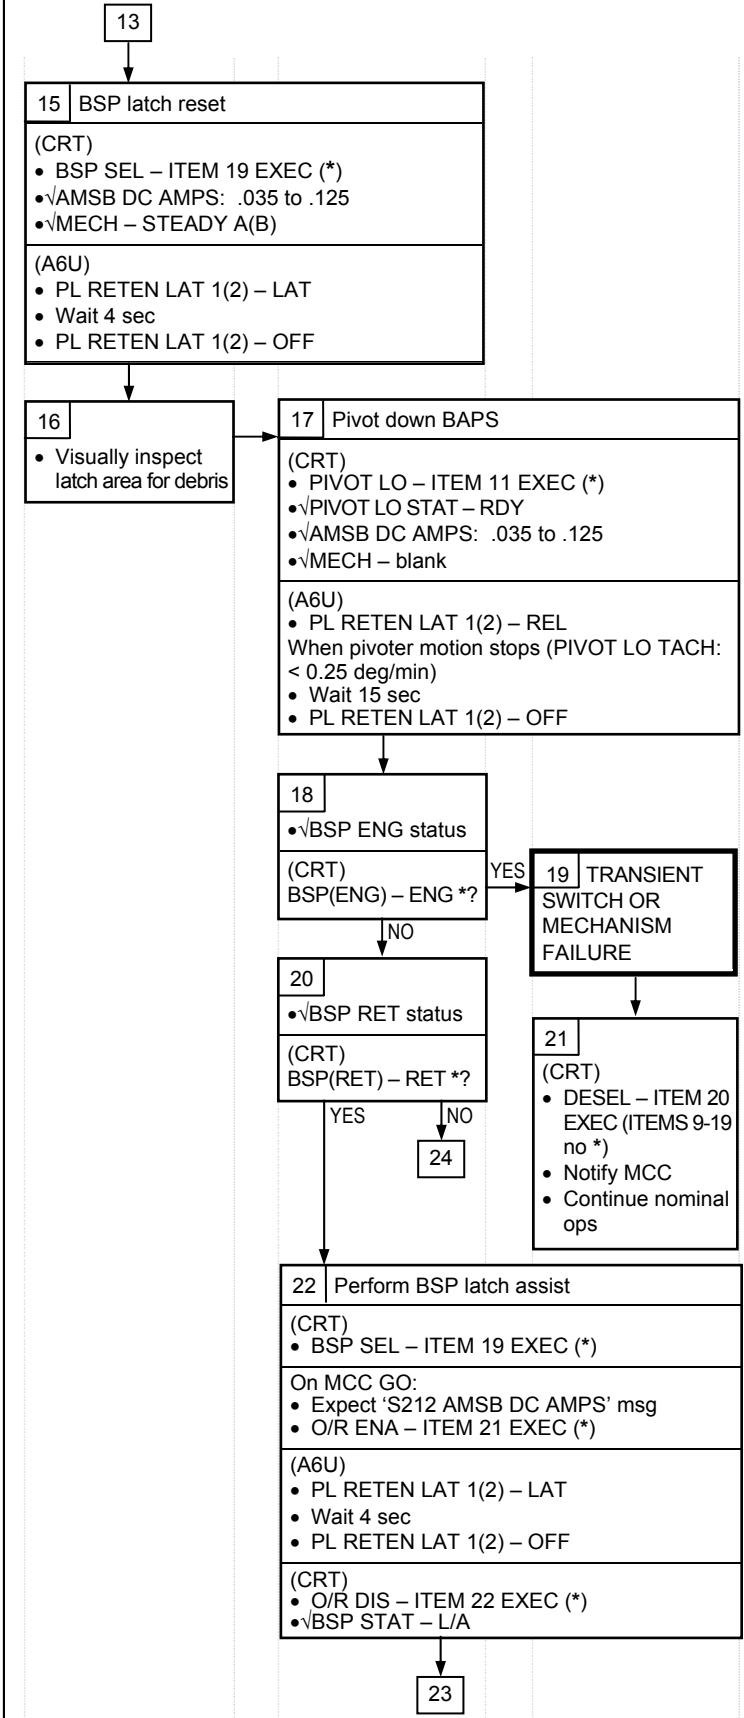 13
15 BSP latch reset
(CRT)
• BSP SEL – ITEM 19 EXEC (*)
•√AMSB DC AMPS: .035 to .125
•√MECH – STEADY A(B)
(A6U)
• PL RETEN LAT 1(2) – LAT
• Wait 4 sec
• PL RETEN LAT 1(2) – OFF
16
• Visually inspect
latch area for debris
17 Pivot down BAPS
(CRT)
• PIVOT LO – ITEM 11 EXEC (*)
•√PIVOT LO STAT – RDY
•√AMSB DC AMPS: .035 to .125
•√MECH – blank
(A6U)
• PL RETEN LAT 1(2) – REL
When pivoter motion stops (PIVOT LO TACH:
< 0.25 deg/min)
• Wait 15 sec
• PL RETEN LAT 1(2) – OFF
18
•√BSP ENG status
(CRT)
BSP(ENG) – ENG *?
YES
NO
19 TRANSIENT
SWITCH OR
MECHANISM
FAILURE
20
•√BSP RET status
(CRT)
BSP(RET) – RET *?
YES
NO
24
21
(CRT)
• DESEL – ITEM 20
EXEC (ITEMS 9-19
no *)
• Notify MCC
• Continue nominal
ops
22 Perform BSP latch assist
(CRT)
• BSP SEL – ITEM 19 EXEC (*)
On MCC GO:
• Expect ‘S212 AMSB DC AMPS’ msg
• O/R ENA – ITEM 21 EXEC (*)
(A6U)
• PL RETEN LAT 1(2) – LAT
• Wait 4 sec
• PL RETEN LAT 1(2) – OFF
(CRT)
• O/R DIS – ITEM 22 EXEC (*)
•√BSP STAT – L/A
23